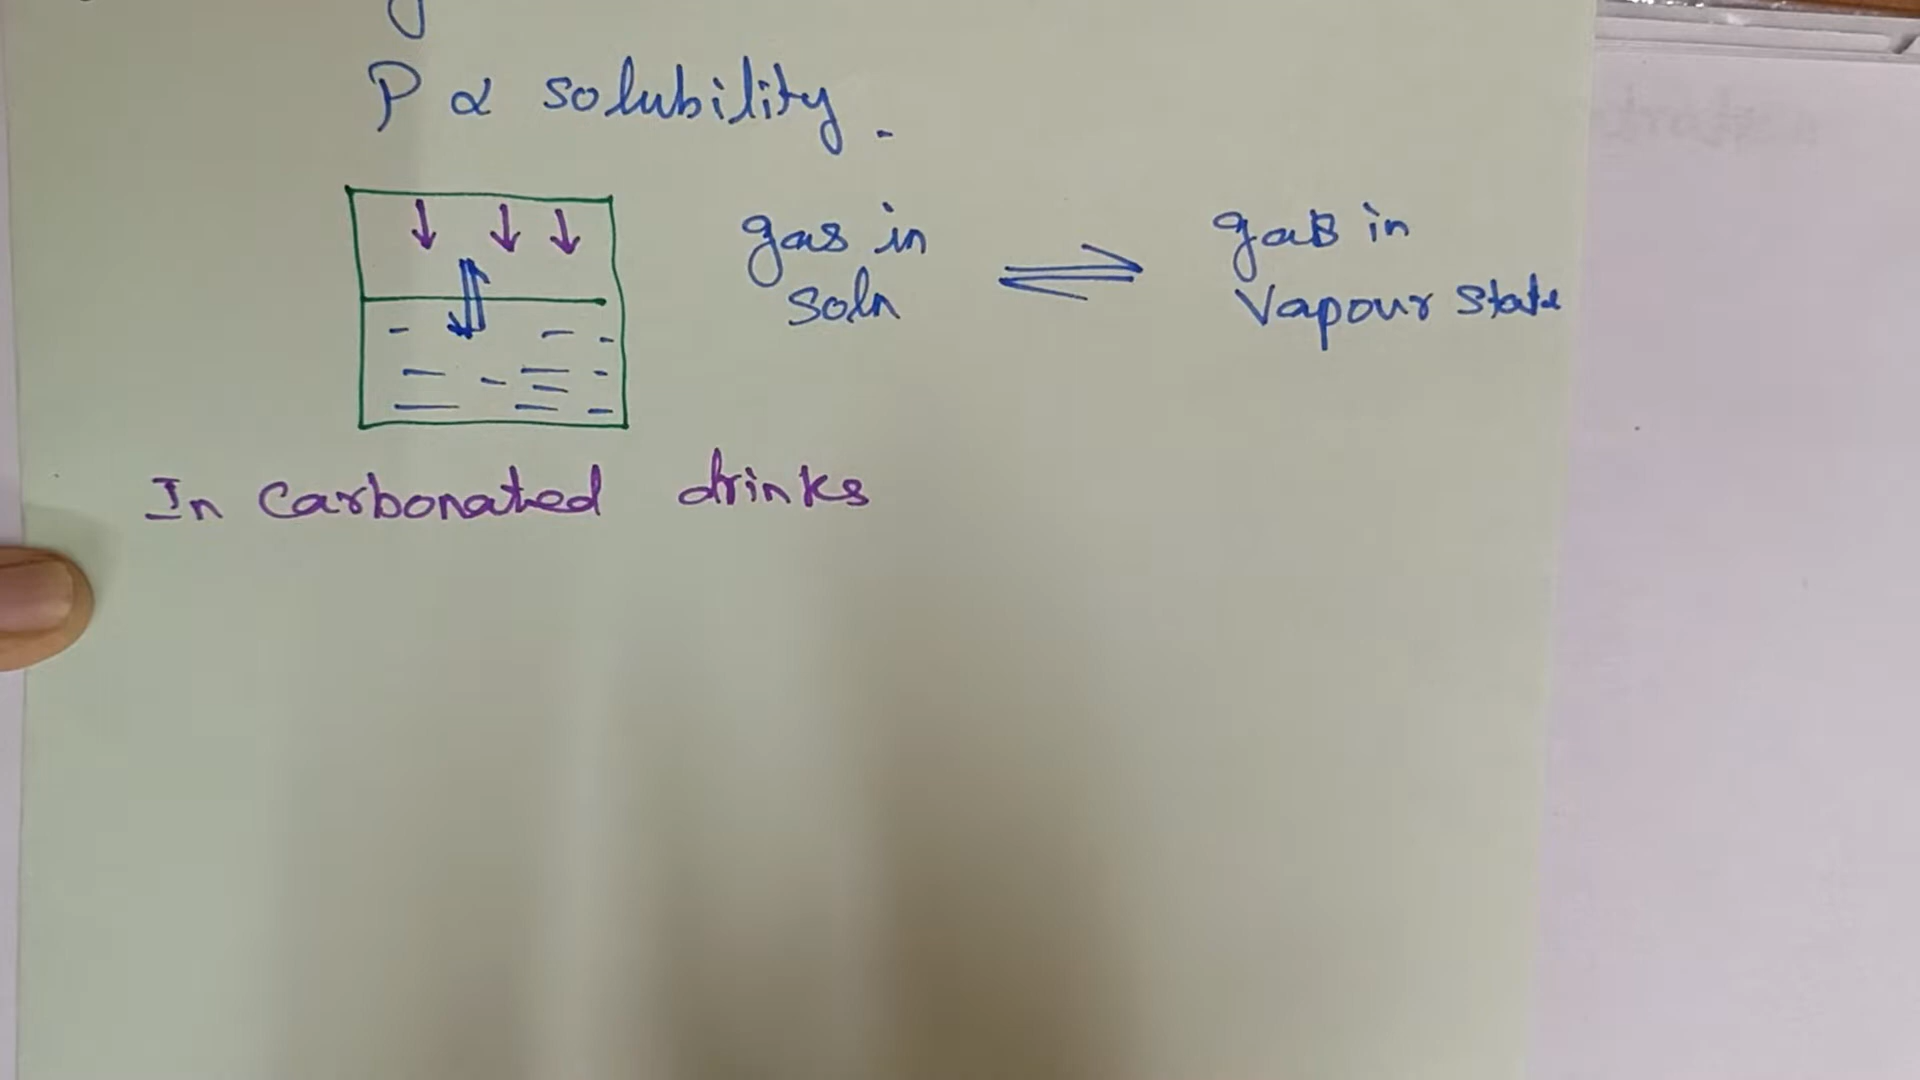 P α solubility.
gas in
soln
⇌
gas in
Vapour state
In Carbonated drinks